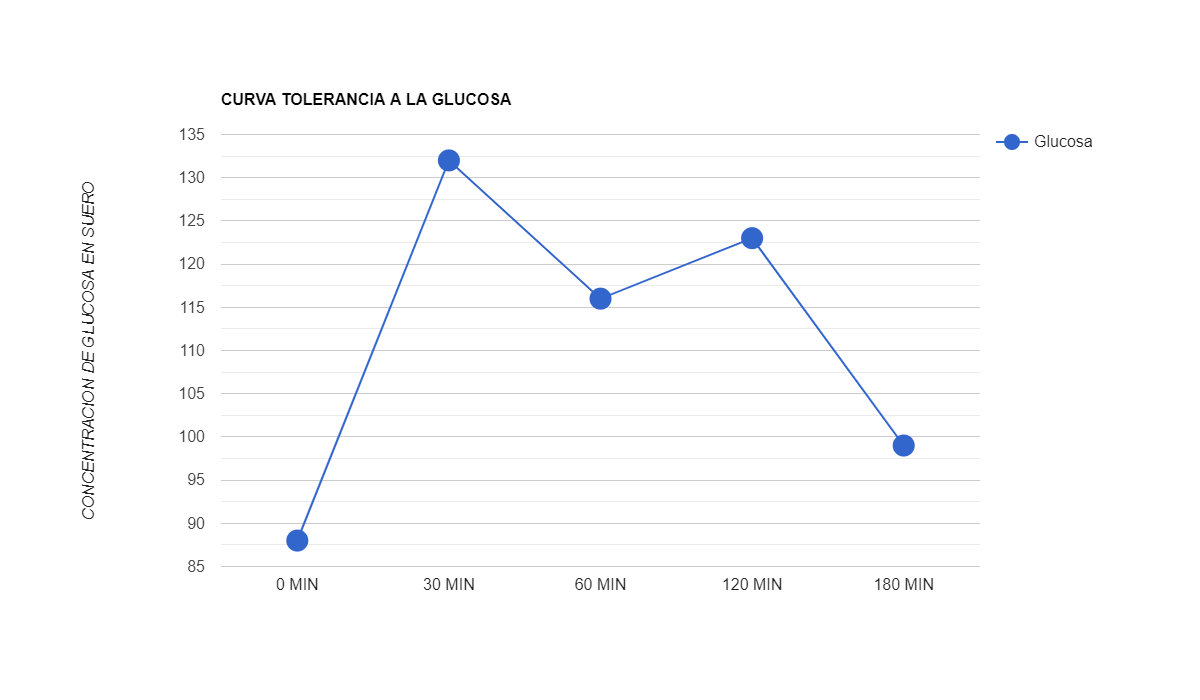 CURVA TOLERANCIA A LA GLUCOSA
Glucosa
CONCENTRACION DE GLUCOSA EN SUERO
135
130
125
120
115
110
105
100
95
90
85
0 MIN
30 MIN
60 MIN
120 MIN
180 MIN